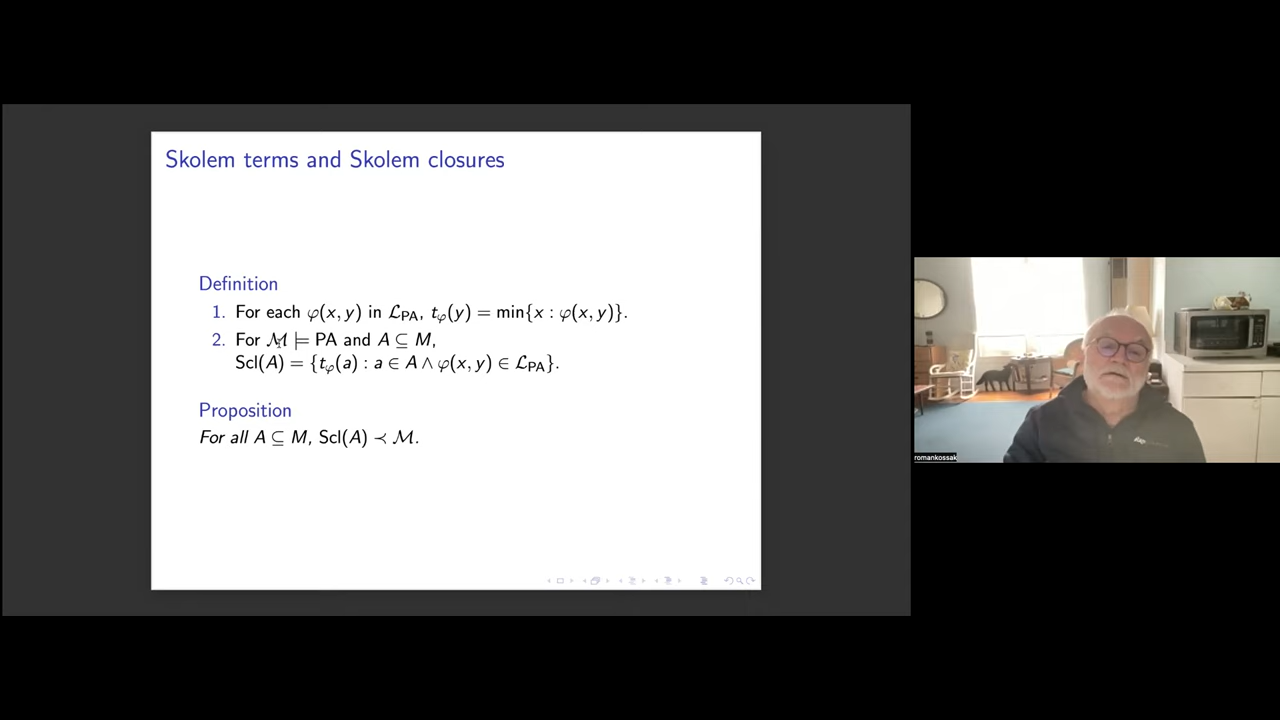 Skolem terms and Skolem closures
Definition
1. For each φ(x, y) in ℒ_PA, t_φ(y) = min{x : φ(x, y)}.
2. For ℳ ⊨ PA and A ⊆ M,
Scl(A) = {t_φ(a) : a ∈ A ∧ φ(x, y) ∈ ℒ_PA}.
Proposition
For all A ⊆ M, Scl(A) ≺ ℳ.
romankossak